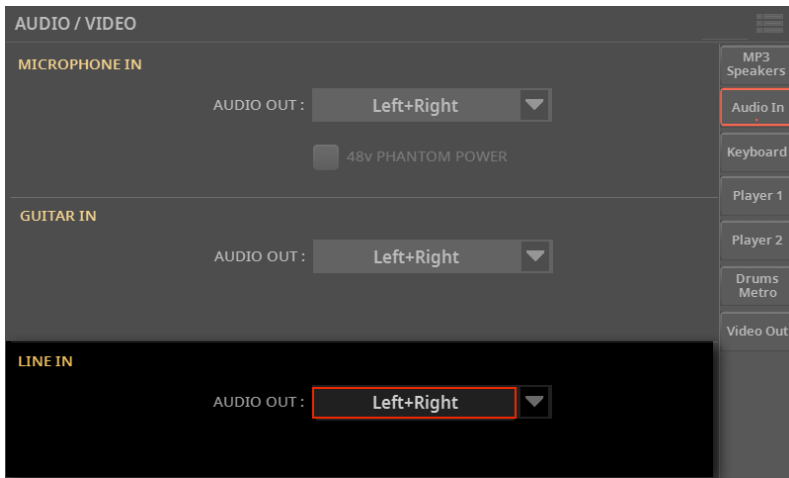 AUDIO / VIDEO
MICROPHONE IN
AUDIO OUT : Left+Right
48v PHANTOM POWER
GUITAR IN
AUDIO OUT : Left+Right
LINE IN
AUDIO OUT : Left+Right
MP3
Speakers
Audio In
Keyboard
Player 1
Player 2
Drums
Metro
Video Out